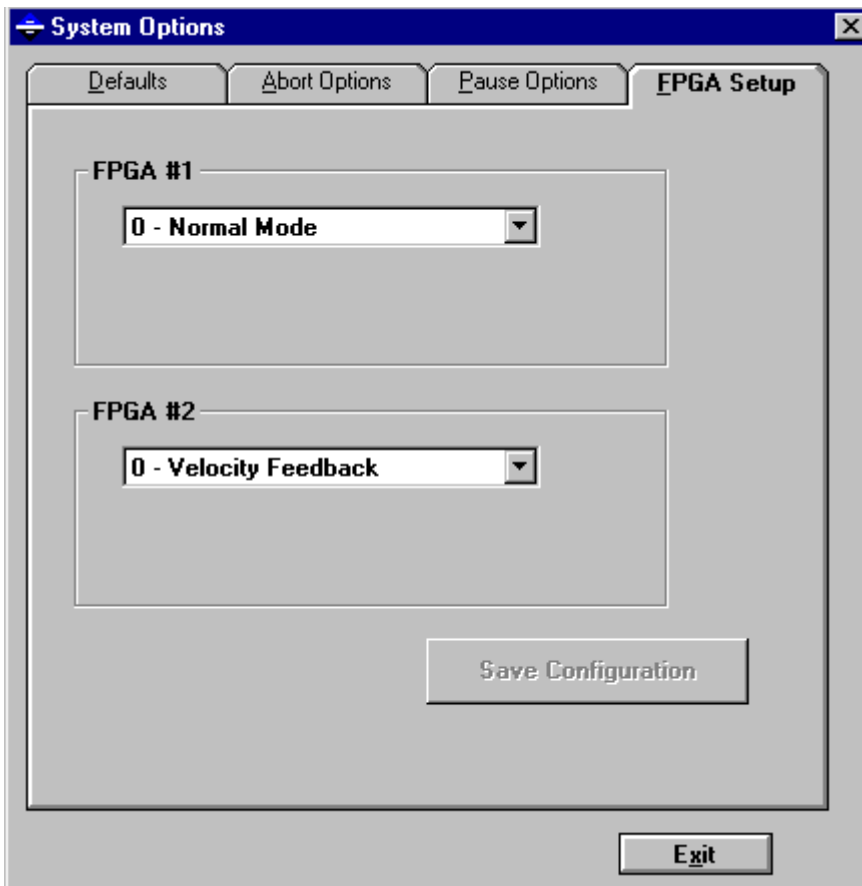 System Options
Defaults Abort Options Pause Options FPGA Setup
FPGA #1
0 - Normal Mode
FPGA #2
0 - Velocity Feedback
Save Configuration
Exit